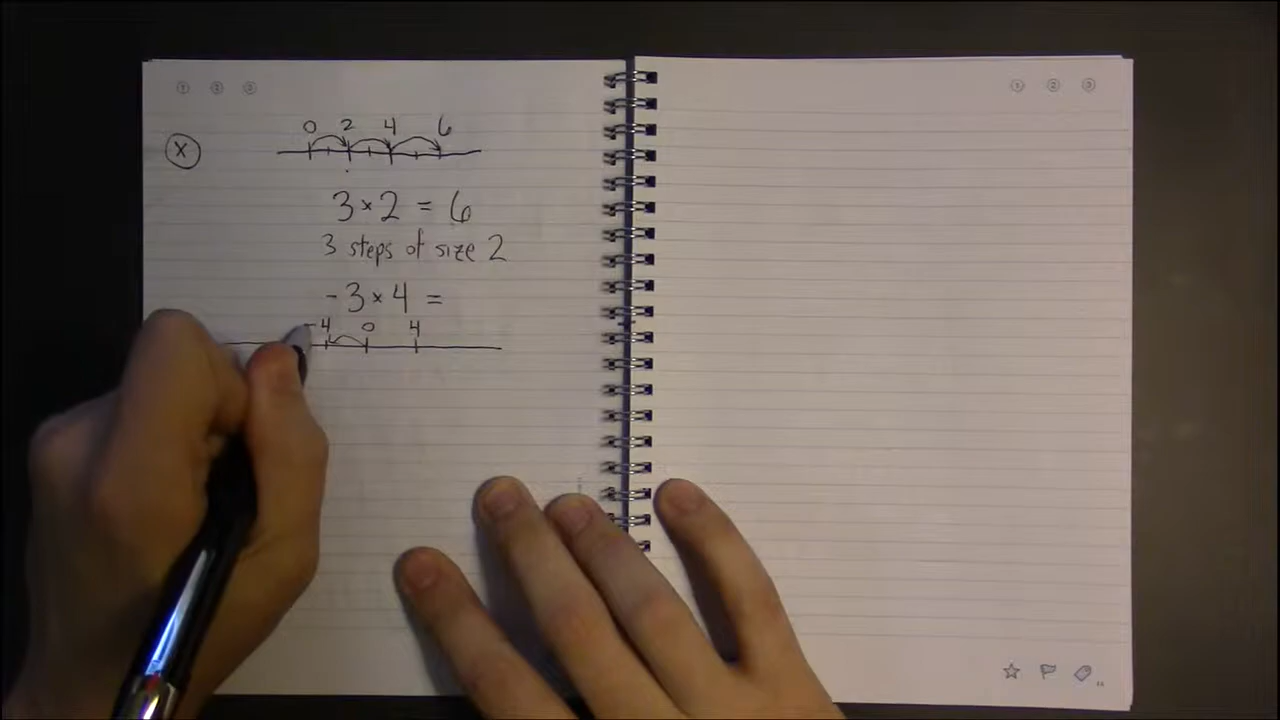 0 2 4 6
X
3 × 2 = 6
3 steps of size 2
-3 × 4 =
-4 0 4